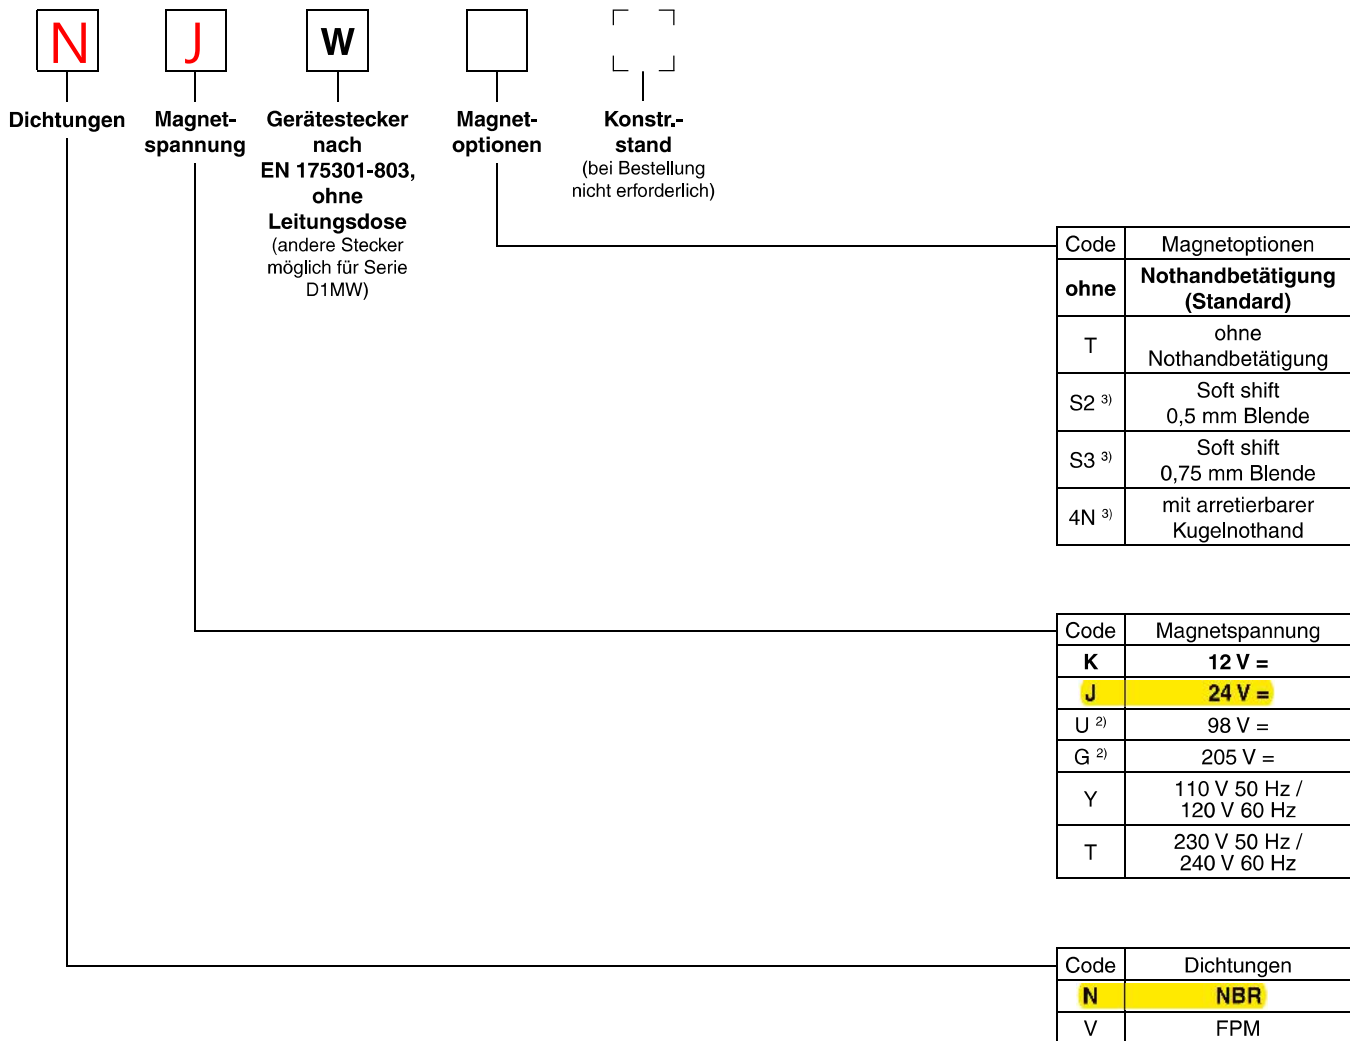 N J W
Dichtungen
Magnet-
spannung
Gerätestecker
nach
EN 175301-803,
ohne
Leitungsdose
(andere Stecker
möglich für Serie
D1MW)
Magnet-
optionen
Konstr.-
stand
(bei Bestellung
nicht erforderlich)
Code Magnetoptionen
ohne Nothandbetätigung
(Standard)
T ohne
Nothandbetätigung
S2 3) Soft shift
0,5 mm Blende
S3 3) Soft shift
0,75 mm Blende
4N 3) mit arretierbarer
Kugelnothand
Code Magnetspannung
K 12 V =
J 24 V =
U 2) 98 V =
G 2) 205 V =
Y 110 V 50 Hz /
120 V 60 Hz
T 230 V 50 Hz /
240 V 60 Hz
Code Dichtungen
N NBR
V FPM